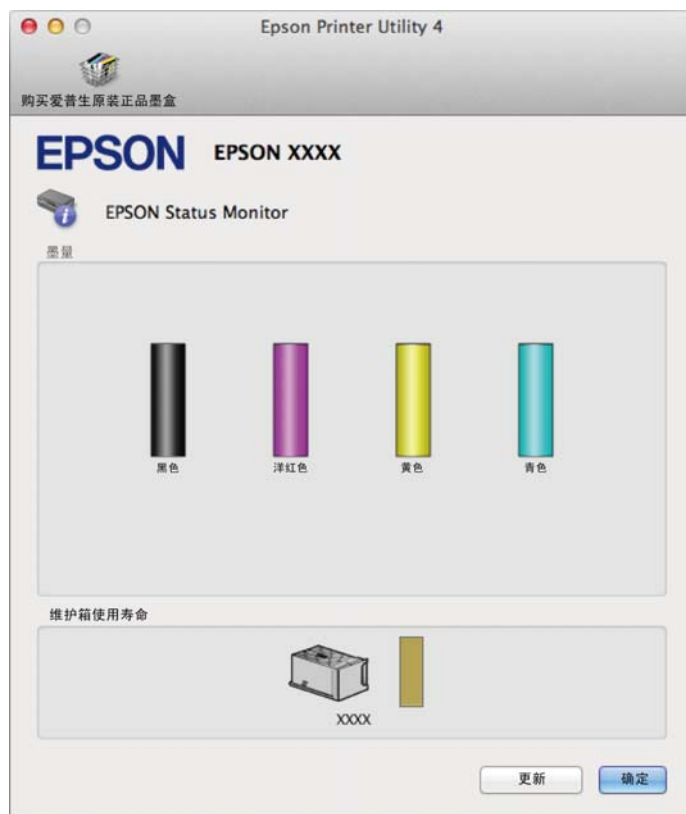 Epson Printer Utility 4
购买爱普生原装正品墨盒
EPSON EPSON XXXX
EPSON Status Monitor
墨量
黑色 洋红色 黄色 青色
维护箱使用寿命
XXXX
更新 确定